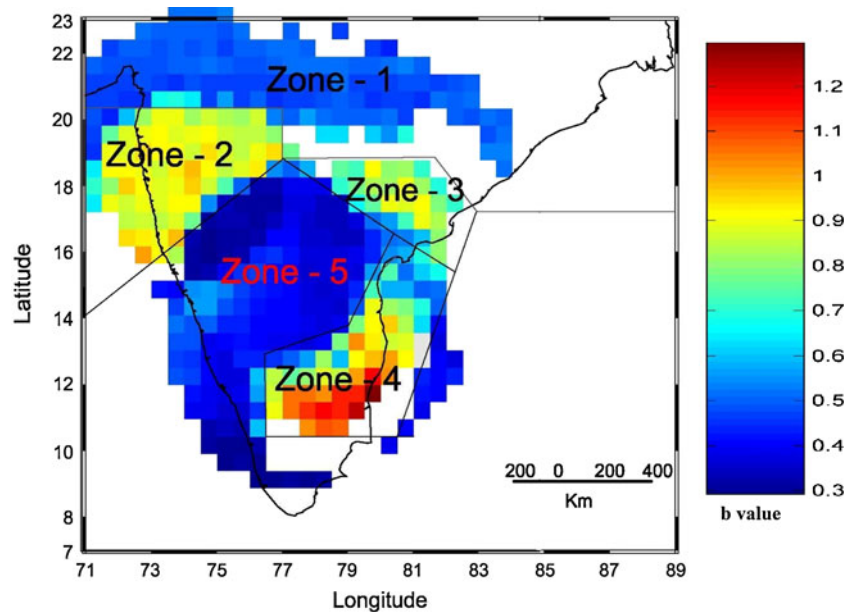 23
22
20
18
16
14
12
10
8
7
Latitude
Zone - 1
Zone - 2
Zone - 3
Zone - 5
Zone - 4
200 0 200 400
Km
71 73 75 77 79 81 83 85 87 89
Longitude
1.2
1.1
1
0.9
0.8
0.7
0.6
0.5
0.4
0.3
b value